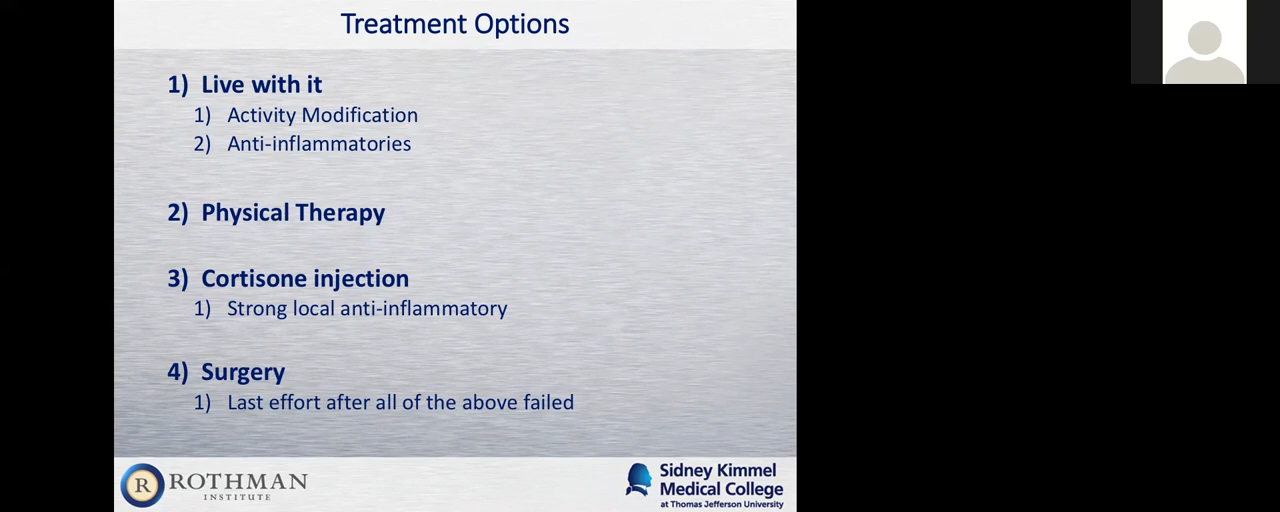 Treatment Options
1) Live with it
1) Activity Modification
2) Anti-inflammatories
2) Physical Therapy
3) Cortisone injection
1) Strong local anti-inflammatory
4) Surgery
1) Last effort after all of the above failed
R ROTHMAN
INSTITUTE
Sidney Kimmel
Medical College
at Thomas Jefferson University